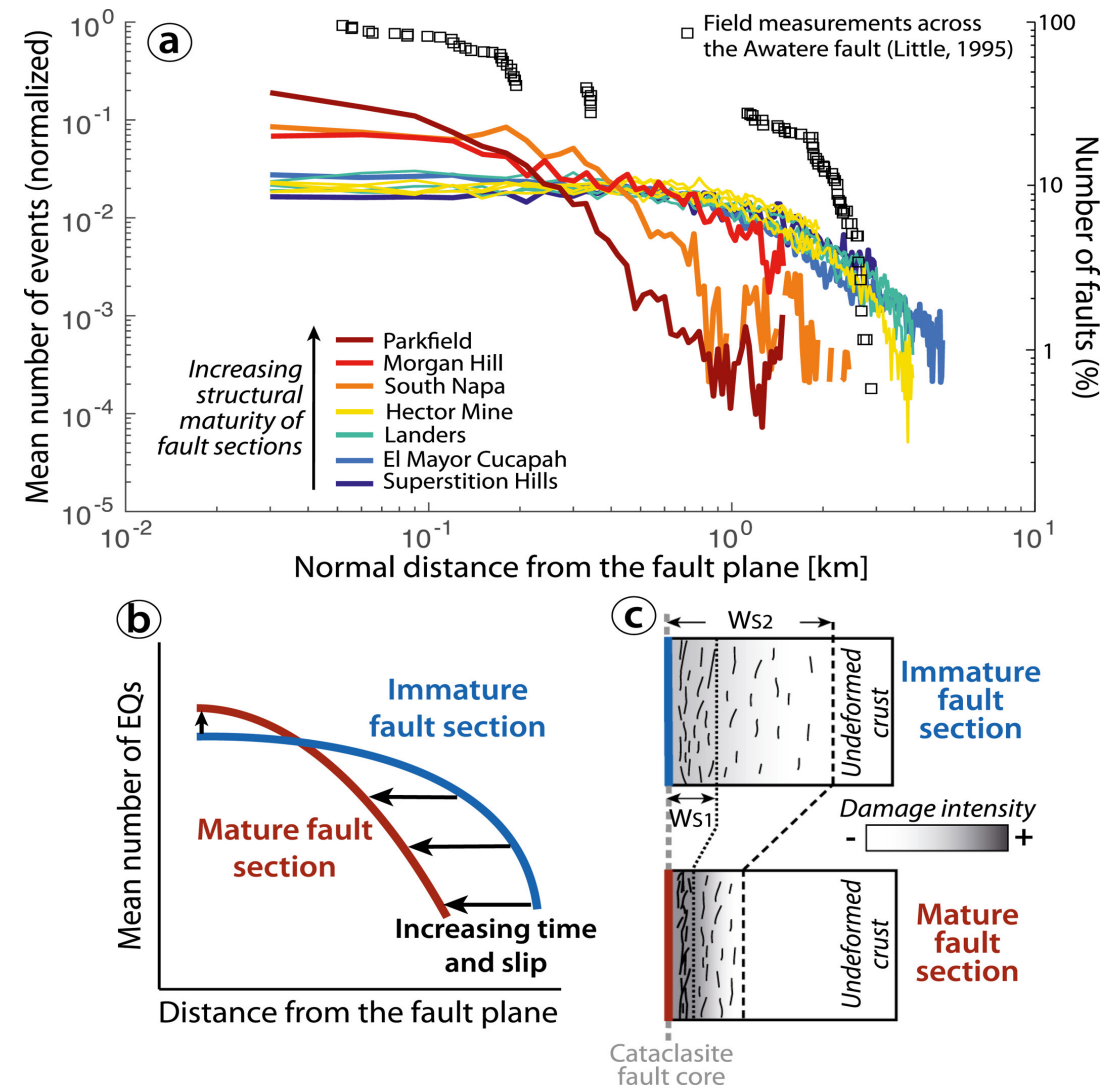 a
Field measurements across
the Awatere fault (Little, 1995)
Mean number of events (normalized)
10^0
10^-1
10^-2
10^-3
10^-4
10^-5
100
10
1
Number of faults (%)
Increasing
structural
maturity of
fault sections
Parkfield
Morgan Hill
South Napa
Hector Mine
Landers
El Mayor Cucapah
Superstition Hills
10^-2
10^-1
10^0
10^1
Normal distance from the fault plane [km]
b
Mean number of EQs
Immature
fault section
Mature fault
section
Increasing time
and slip
Distance from the fault plane
c
WS2
Undeformed
crust
Immature
fault
section
WS1
Damage intensity
-
+
Undeformed
crust
Mature
fault
section
Cataclasite
fault core